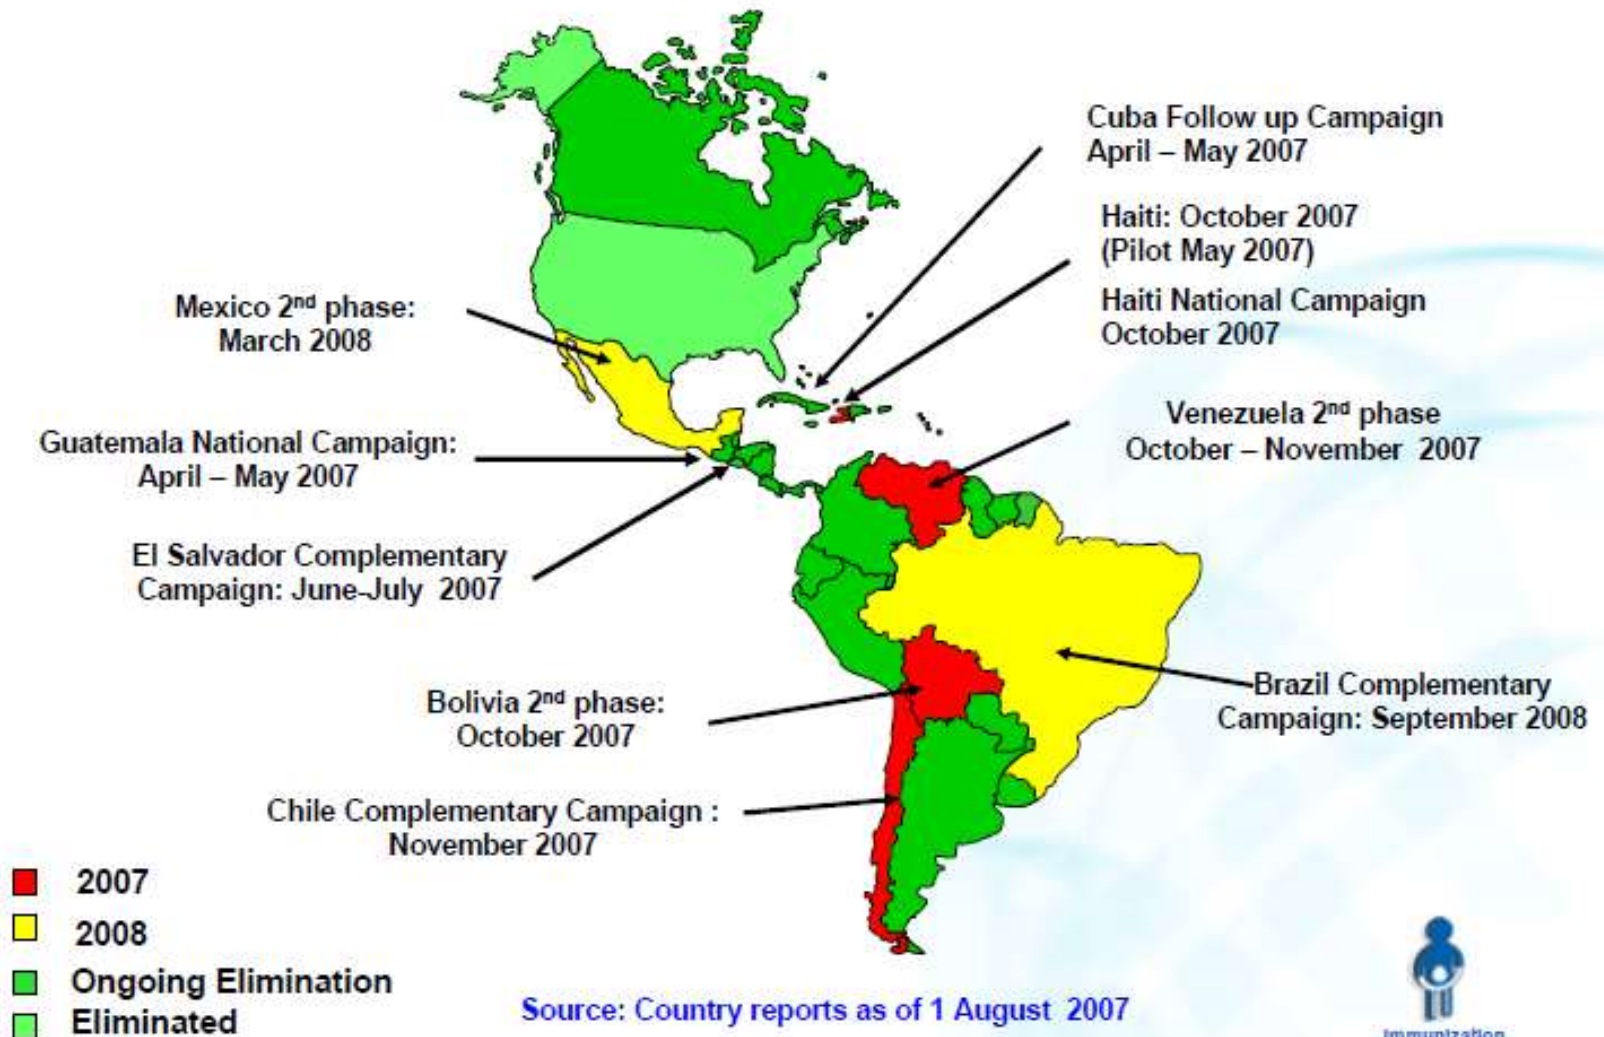 Cuba Follow up Campaign
April – May 2007
Haiti: October 2007
(Pilot May 2007)
Haiti National Campaign
October 2007
Mexico 2nd phase:
March 2008
Venezuela 2nd phase
October – November 2007
Guatemala National Campaign:
April – May 2007
El Salvador Complementary
Campaign: June-July 2007
Brazil Complementary
Campaign: September 2008
Bolivia 2nd phase:
October 2007
Chile Complementary Campaign :
November 2007
2007
2008
Ongoing Elimination
Eliminated
Source: Country reports as of 1 August 2007
Immunization